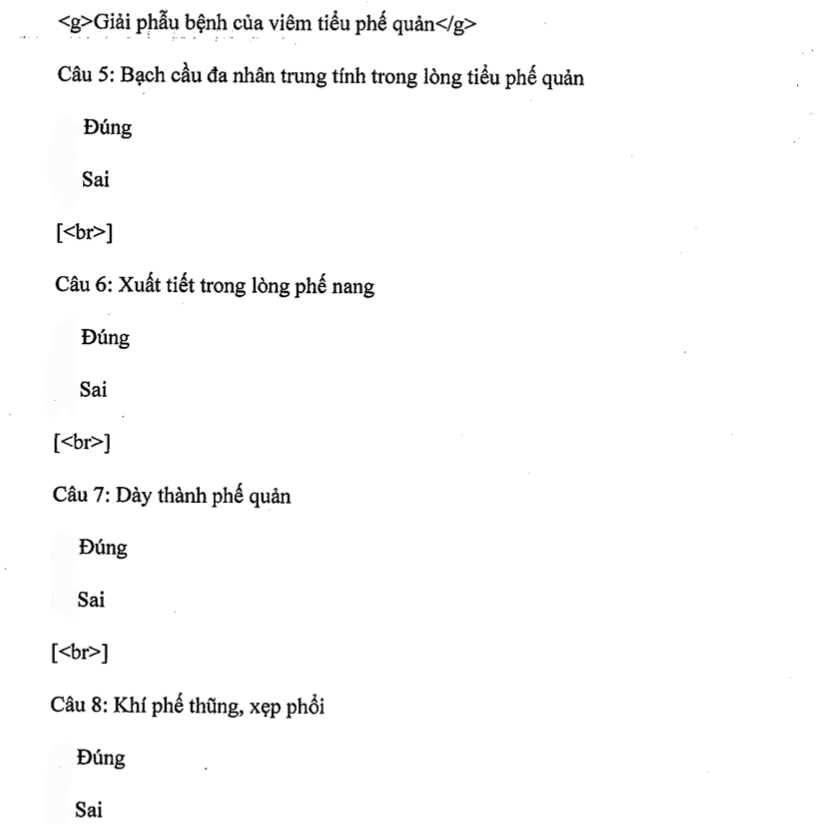 <g>Giải phẫu bệnh của viêm tiểu phế quản</g>
Câu 5: Bạch cầu đa nhân trung tính trong lòng tiểu phế quản
Đúng
Sai
[<br>]
Câu 6: Xuất tiết trong lòng phế nang
Đúng
Sai
[<br>]
Câu 7: Dày thành phế quản
Đúng
Sai
[<br>]
Câu 8: Khí phế thũng, xẹp phổi
Đúng
Sai